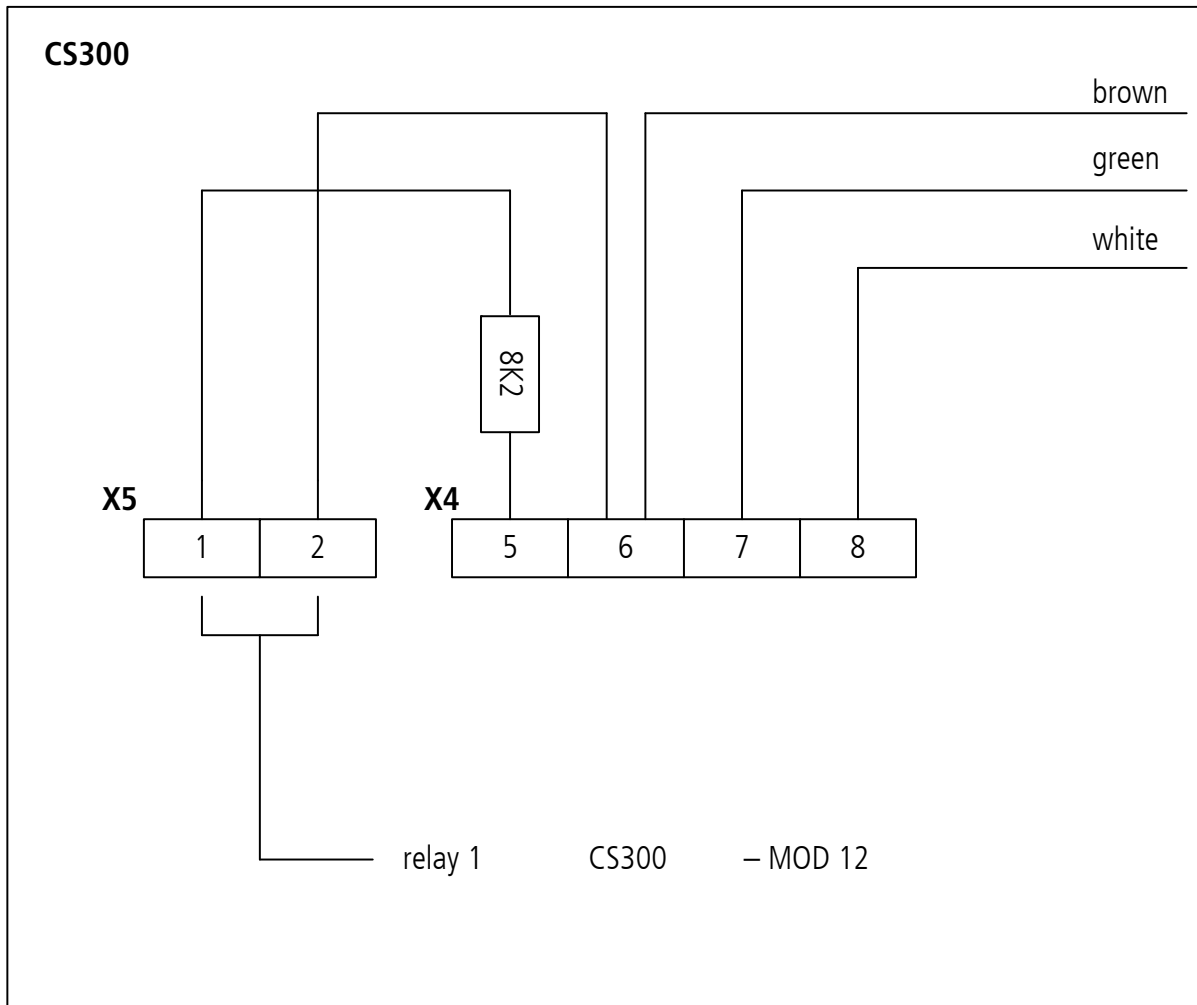 CS300
brown
green
white
8K2
X5
X4
1 2 5 6 7 8
relay 1 CS300 – MOD 12